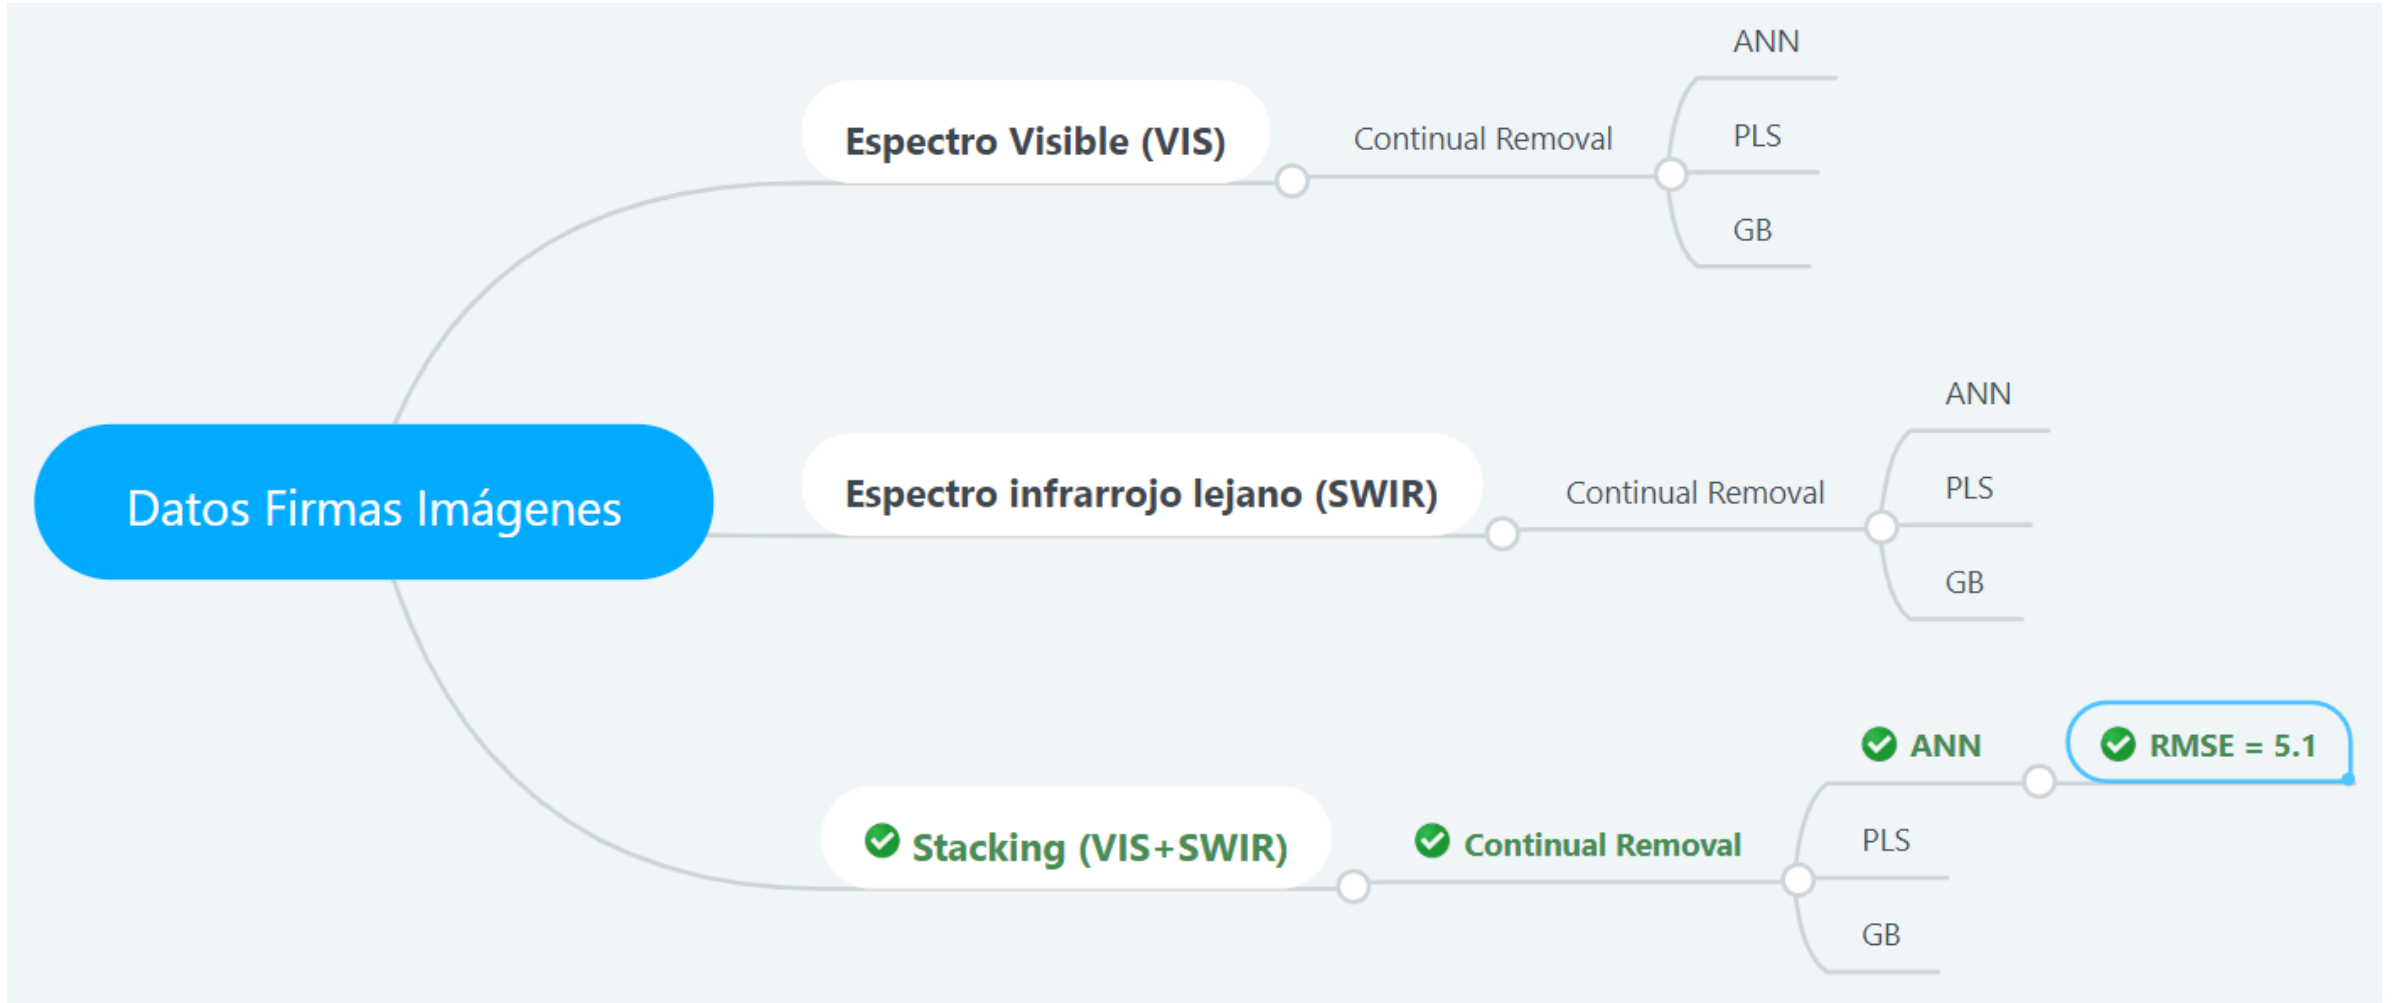 Datos Firmas Imágenes
Espectro Visible (VIS)
Continual Removal
ANN
PLS
GB
Espectro infrarrojo lejano (SWIR)
Continual Removal
ANN
PLS
GB
Stacking (VIS+SWIR)
Continual Removal
ANN
RMSE = 5.1
PLS
GB